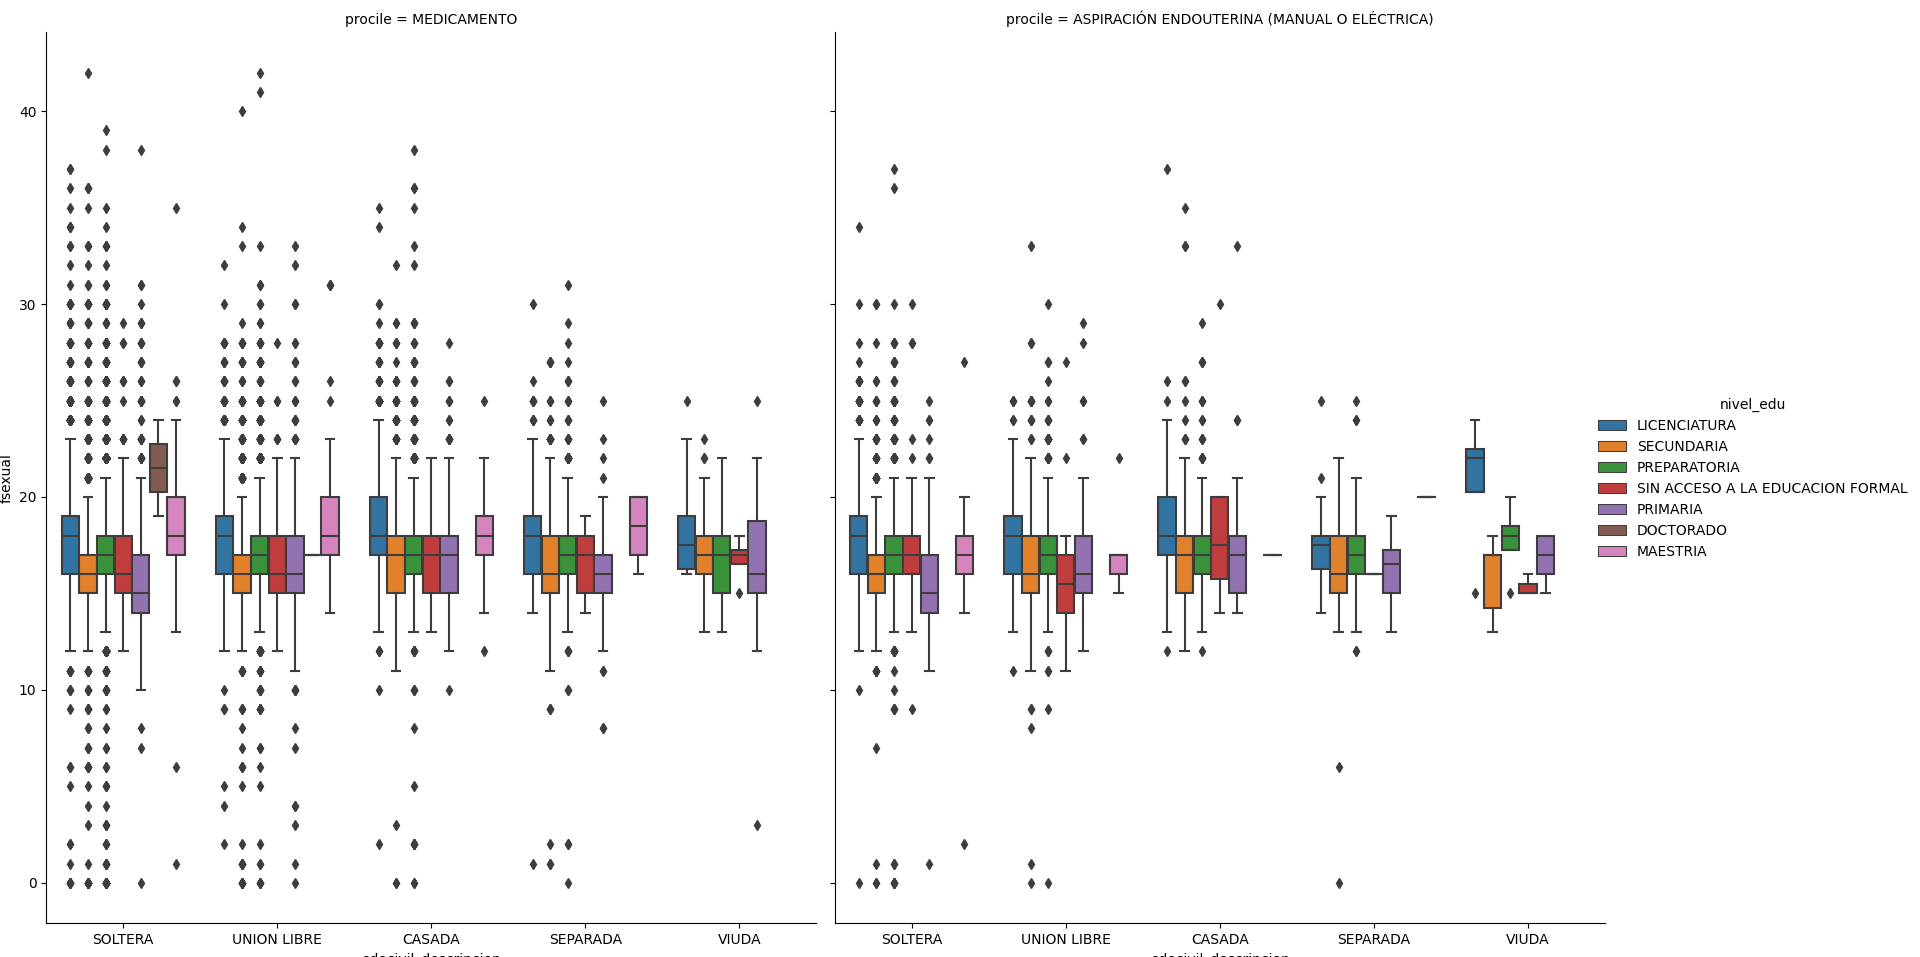 procile = MEDICAMENTO
procile = ASPIRACIÓN ENDOUTERINA (MANUAL O ELÉCTRICA)
40
30
20
10
0
fsexual
SOLTERA UNION LIBRE CASADA SEPARADA VIUDA
SOLTERA UNION LIBRE CASADA SEPARADA VIUDA
nivel_edu
LICENCIATURA
SECUNDARIA
PREPARATORIA
SIN ACCESO A LA EDUCACION FORMAL
PRIMARIA
DOCTORADO
MAESTRIA